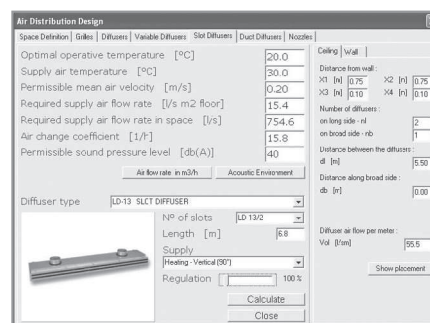 Air Distribution Design
Space Definition Grilles Diffusers Variable Diffusers Slot Diffusers Duct Diffusers Nozzles
Optimal operative temperature [ºC] 20.0
Supply air temperature [ºC] 30.0
Permissible mean air velocity [m/s] 0.20
Required supply air flow rate [l/s m2 floor] 15.4
Required supply air flow rate in space [l/s] 754.6
Air change coefficient [1/h] 15.8
Permissible sound pressure level [db(A)] 40
Air flow rate in m3/h Acoustic Environment
Diffuser type LD-13 SLCT DIFFUSER
Nº of slots LD 13/2
Length [m] 6.8
Supply
Heating - Vertical (90°)
Regulation 100 %
Calculate
Close
Ceiling Wall
Distance from wall :
X1 [m] 0.75 X2 [m] 0.75
X3 [m] 0.10 X4 [m] 0.10
Number of diffusers :
on long side - nl 2
on broad side - nb 1
Distance between the diffusers :
dl [m] 5.50
Distance along broad side :
db [m] 0.00
Diffuser air flow per meter :
Vol [l/sm] 55.5
Show placement